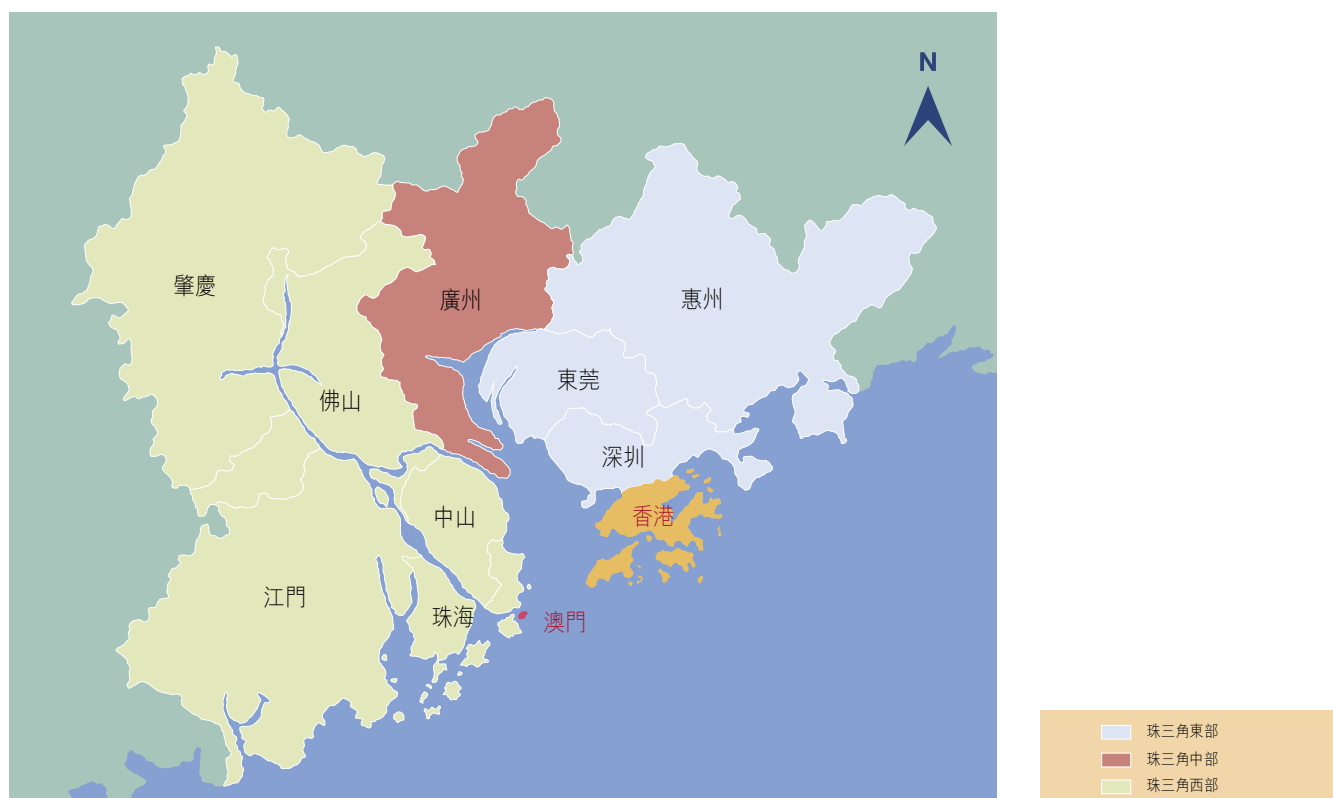 N
肇慶
廣州
惠州
東莞
佛山
深圳
中山
香港
江門
珠海
澳門
珠三角東部
珠三角中部
珠三角西部